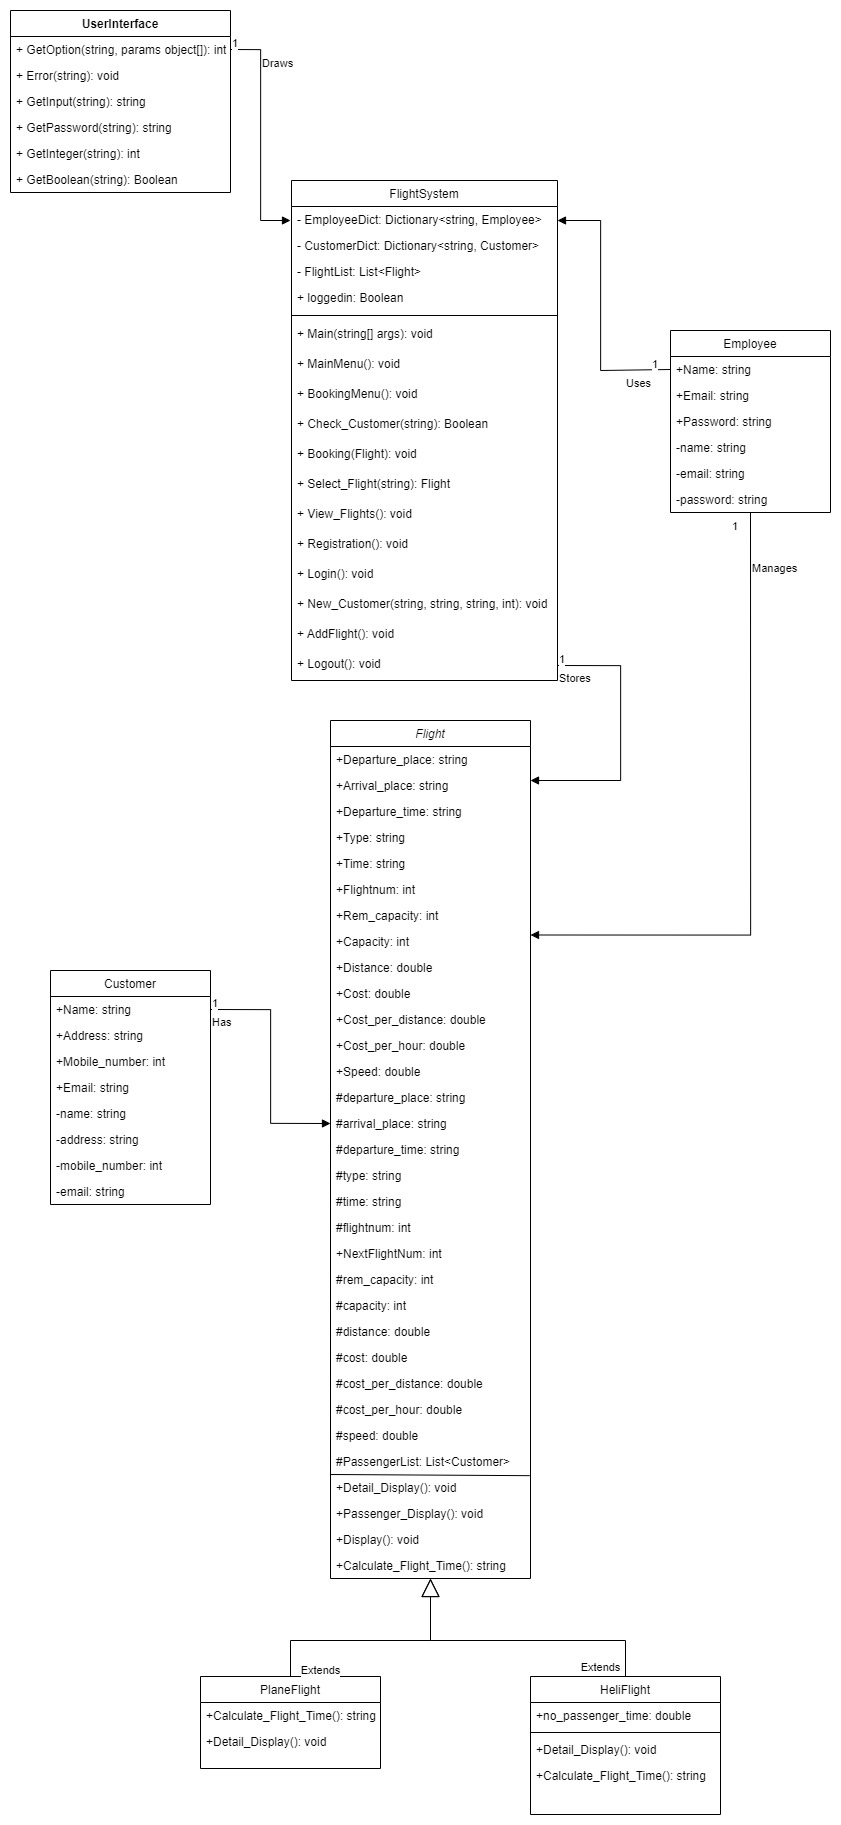 UserInterface
+ GetOption(string, params object[]): int
+ Error(string): void
+ GetInput(string): string
+ GetPassword(string): string
+ GetInteger(string): int
+ GetBoolean(string): Boolean
1
Draws
FlightSystem
- EmployeeDict: Dictionary<string, Employee>
- CustomerDict: Dictionary<string, Customer>
- FlightList: List<Flight>
+ loggedin: Boolean
+ Main(string[] args): void
+ MainMenu(): void
+ BookingMenu(): void
+ Check_Customer(string): Boolean
+ Booking(Flight): void
+ Select_Flight(string): Flight
+ View_Flights(): void
+ Registration(): void
+ Login(): void
+ New_Customer(string, string, string, int): void
+ AddFlight(): void
+ Logout(): void
1
Uses
Employee
+Name: string
+Email: string
+Password: string
-name: string
-email: string
-password: string
1
Manages
1
Stores
Flight
+Departure_place: string
+Arrival_place: string
+Departure_time: string
+Type: string
+Time: string
+Flightnum: int
+Rem_capacity: int
+Capacity: int
+Distance: double
+Cost: double
+Cost_per_distance: double
+Cost_per_hour: double
+Speed: double
#departure_place: string
#arrival_place: string
#departure_time: string
#type: string
#time: string
#flightnum: int
+NextFlightNum: int
#rem_capacity: int
#capacity: int
#distance: double
#cost: double
#cost_per_distance: double
#cost_per_hour: double
#speed: double
#PassengerList: List<Customer>
+Detail_Display(): void
+Passenger_Display(): void
+Display(): void
+Calculate_Flight_Time(): string
Customer
+Name: string
+Address: string
+Mobile_number: int
+Email: string
-name: string
-address: string
-mobile_number: int
-email: string
1
Has
Extends
PlaneFlight
+Calculate_Flight_Time(): string
+Detail_Display(): void
Extends
HeliFlight
+no_passenger_time: double
+Detail_Display(): void
+Calculate_Flight_Time(): string